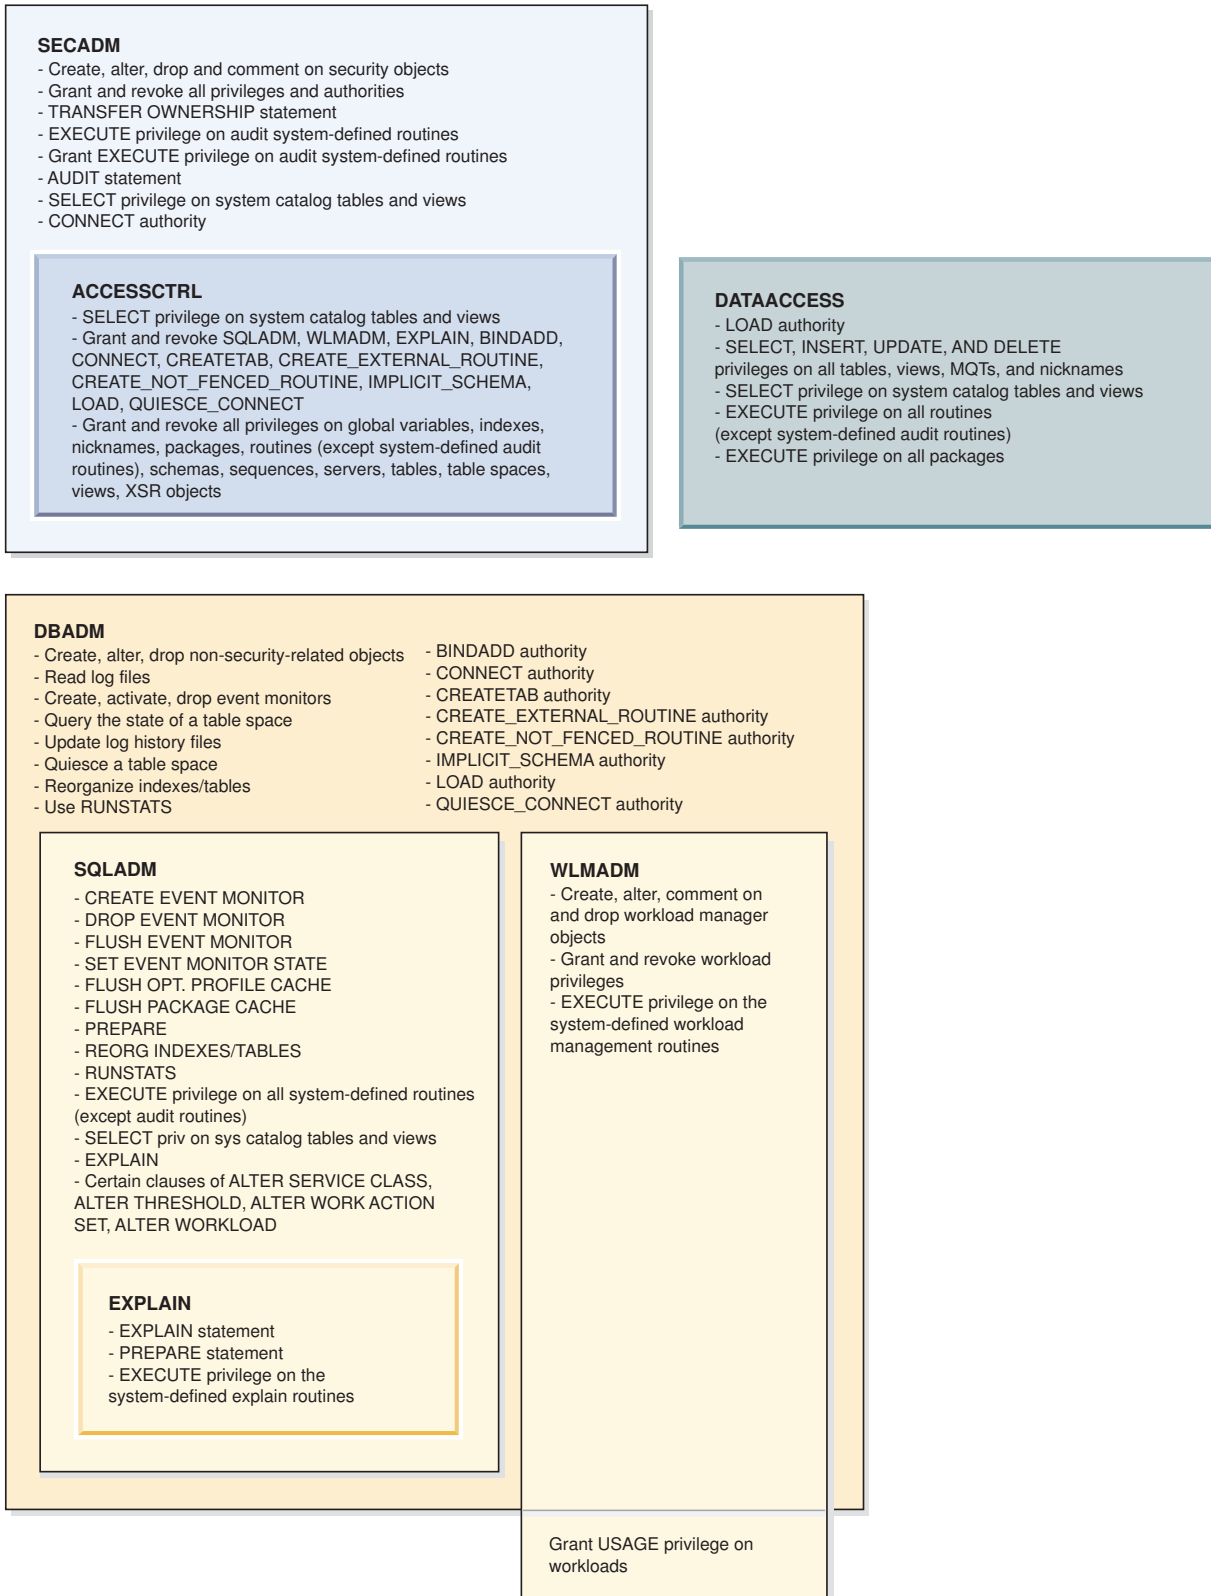 SECADM
- Create, alter, drop and comment on security objects
- Grant and revoke all privileges and authorities
- TRANSFER OWNERSHIP statement
- EXECUTE privilege on audit system-defined routines
- Grant EXECUTE privilege on audit system-defined routines
- AUDIT statement
- SELECT privilege on system catalog tables and views
- CONNECT authority
ACCESSCTRL
- SELECT privilege on system catalog tables and views
- Grant and revoke SQLADM, WLMADM, EXPLAIN, BINDADD,
CONNECT, CREATETAB, CREATE_EXTERNAL_ROUTINE,
CREATE_NOT_FENCED_ROUTINE, IMPLICIT_SCHEMA,
LOAD, QUIESCE_CONNECT
- Grant and revoke all privileges on global variables, indexes,
nicknames, packages, routines (except system-defined audit
routines), schemas, sequences, servers, tables, table spaces,
views, XSR objects
DATAACCESS
- LOAD authority
- SELECT, INSERT, UPDATE, AND DELETE
privileges on all tables, views, MQTs, and nicknames
- SELECT privilege on system catalog tables and views
- EXECUTE privilege on all routines
(except system-defined audit routines)
- EXECUTE privilege on all packages
DBADM
- Create, alter, drop non-security-related objects
- Read log files
- Create, activate, drop event monitors
- Query the state of a table space
- Update log history files
- Quiesce a table space
- Reorganize indexes/tables
- Use RUNSTATS
- BINDADD authority
- CONNECT authority
- CREATETAB authority
- CREATE_EXTERNAL_ROUTINE authority
- CREATE_NOT_FENCED_ROUTINE authority
- IMPLICIT_SCHEMA authority
- LOAD authority
- QUIESCE_CONNECT authority
SQLADM
- CREATE EVENT MONITOR
- DROP EVENT MONITOR
- FLUSH EVENT MONITOR
- SET EVENT MONITOR STATE
- FLUSH OPT. PROFILE CACHE
- FLUSH PACKAGE CACHE
- PREPARE
- REORG INDEXES/TABLES
- RUNSTATS
- EXECUTE privilege on all system-defined routines
(except audit routines)
- SELECT priv on sys catalog tables and views
- EXPLAIN
- Certain clauses of ALTER SERVICE CLASS,
ALTER THRESHOLD, ALTER WORK ACTION
SET, ALTER WORKLOAD
EXPLAIN
- EXPLAIN statement
- PREPARE statement
- EXECUTE privilege on the
system-defined explain routines
WLMADM
- Create, alter, comment on
and drop workload manager
objects
- Grant and revoke workload
privileges
- EXECUTE privilege on the
system-defined workload
management routines
Grant USAGE privilege on
workloads